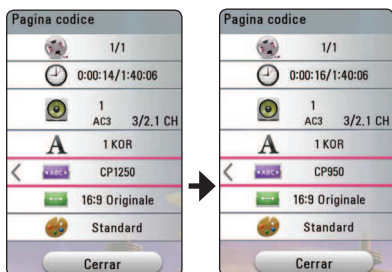 Pagina codice
1/1
0:00:14/1:40:06
1
AC3 3/2.1 CH
A 1 KOR
ABC CP1250
16:9 Originale
Standard
Cerrar
Pagina codice
1/1
0:00:16/1:40:06
1
AC3 3/2.1 CH
A 1 KOR
ABC CP950
16:9 Originale
Standard
Cerrar